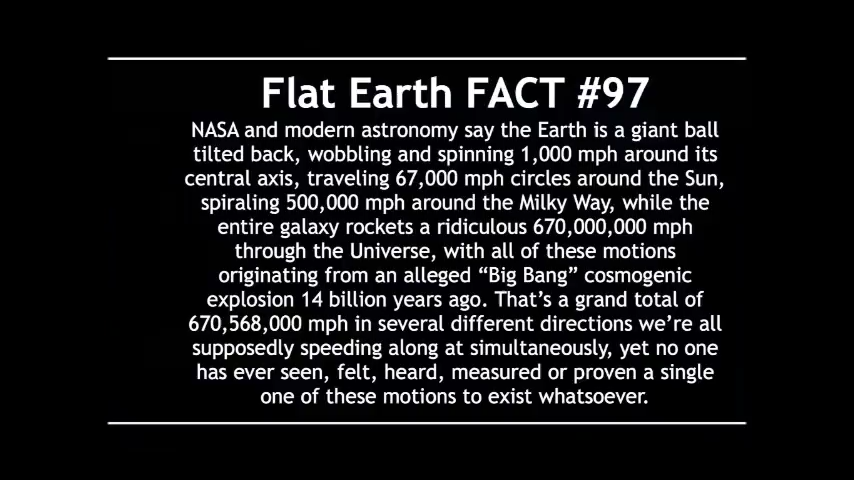 Flat Earth FACT #97
NASA and modern astronomy say the Earth is a giant ball
tilted back, wobbling and spinning 1,000 mph around its
central axis, traveling 67,000 mph circles around the Sun,
spiraling 500,000 mph around the Milky Way, while the
entire galaxy rockets a ridiculous 670,000,000 mph
through the Universe, with all of these motions
originating from an alleged “Big Bang” cosmogenic
explosion 14 billion years ago. That’s a grand total of
670,568,000 mph in several different directions we’re all
supposedly speeding along at simultaneously, yet no one
has ever seen, felt, heard, measured or proven a single
one of these motions to exist whatsoever.